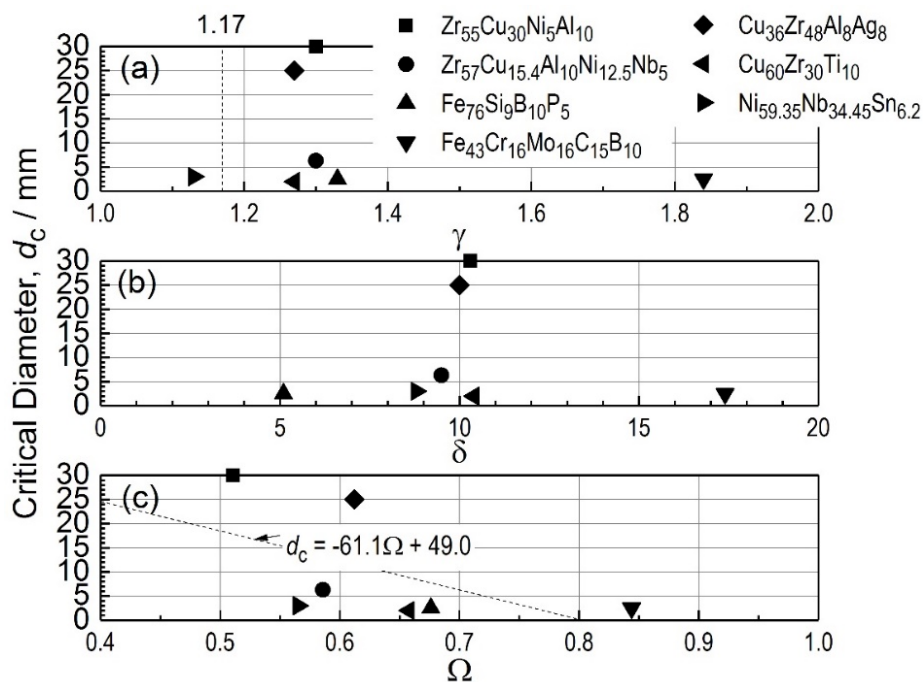 1.17
Zr₅₅Cu₃₀Ni₅Al₁₀
Cu₃₆Zr₄₈Al₈Ag₈
Zr₅₇Cu₁₅.₄Al₁₀Ni₁₂.₅Nb₅
Cu₆₀Zr₃₀Ti₁₀
Fe₇₆Si₉B₁₀P₅
Ni₅₉.₃₅Nb₃₄.₄₅Sn₆.₂
Fe₄₃Cr₁₆Mo₁₆C₁₅B₁₀
Critical Diameter, d_c / mm
(a)
30
25
20
15
10
5
0
1.0 1.2 1.4 1.6 1.8 2.0
γ
(b)
30
25
20
15
10
5
0
0 5 10 15 20
δ
(c)
30
25
20
15
10
5
0
d_c = -61.1Ω + 49.0
0.4 0.5 0.6 0.7 0.8 0.9 1.0
Ω